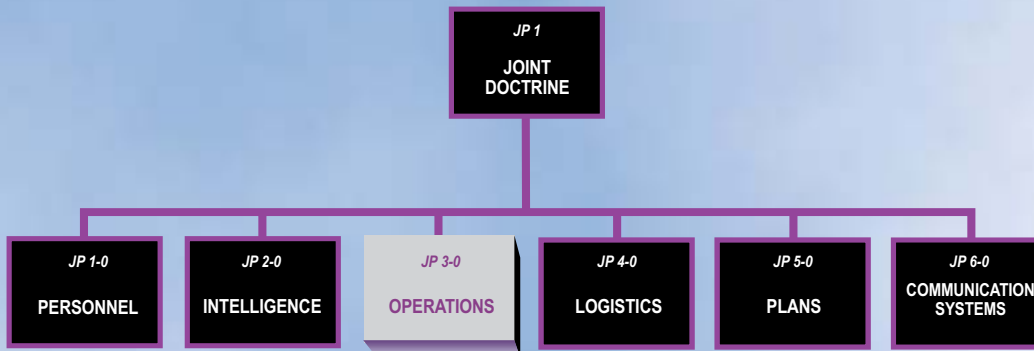 JP 1
JOINT
DOCTRINE
JP 1-0
PERSONNEL
JP 2-0
INTELLIGENCE
JP 3-0
OPERATIONS
JP 4-0
LOGISTICS
JP 5-0
PLANS
JP 6-0
COMMUNICATION
SYSTEMS